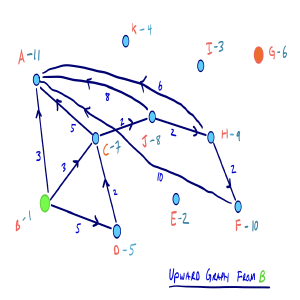 K-4
I-3
G-6
A-11
6
8
5
2
J-8
2
H-9
C-7
3
3
2
10
2
B-1
5
D-5
E-2
F-10
UPWARD GRAPH FROM B